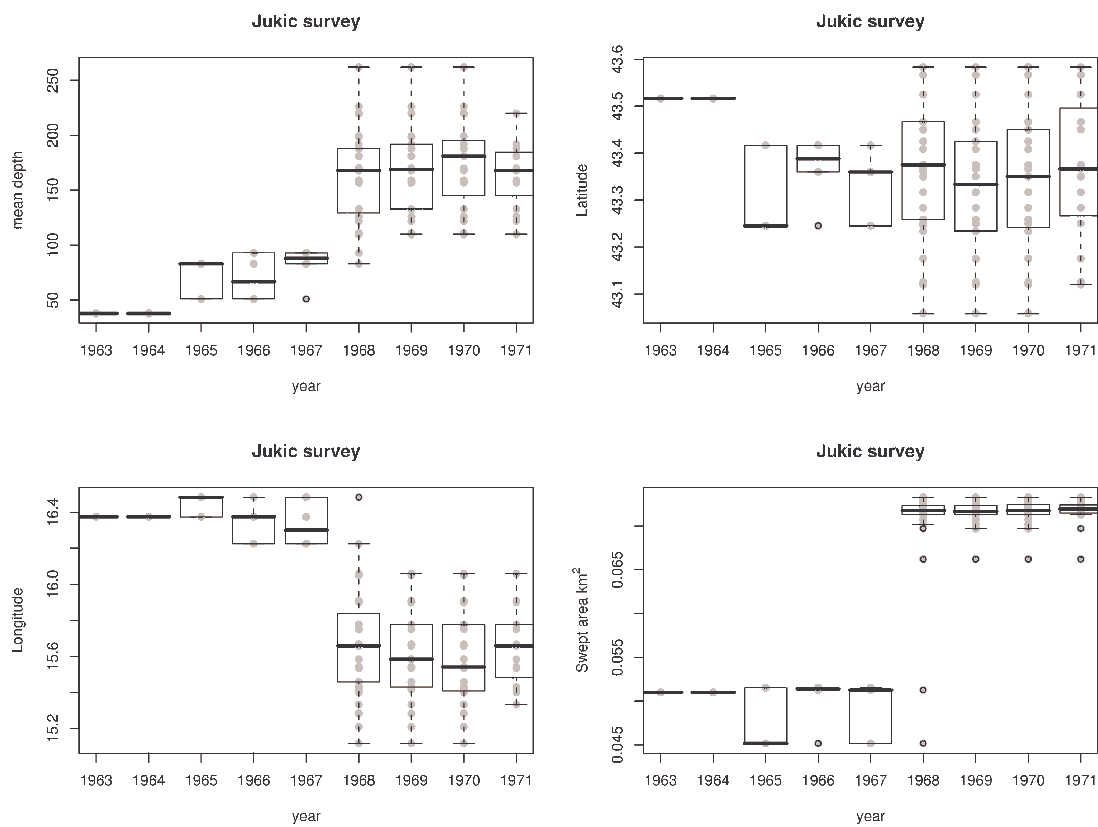 Jukic survey
mean depth
50 100 150 200 250
1963 1964 1965 1966 1967 1968 1969 1970 1971
year
Jukic survey
Latitude
43.1 43.2 43.3 43.4 43.5 43.6
1963 1964 1965 1966 1967 1968 1969 1970 1971
year
Jukic survey
Longitude
15.2 15.6 16.0 16.4
1963 1964 1965 1966 1967 1968 1969 1970 1971
year
Jukic survey
Swept area km²
0.045 0.055 0.065
1963 1964 1965 1966 1967 1968 1969 1970 1971
year